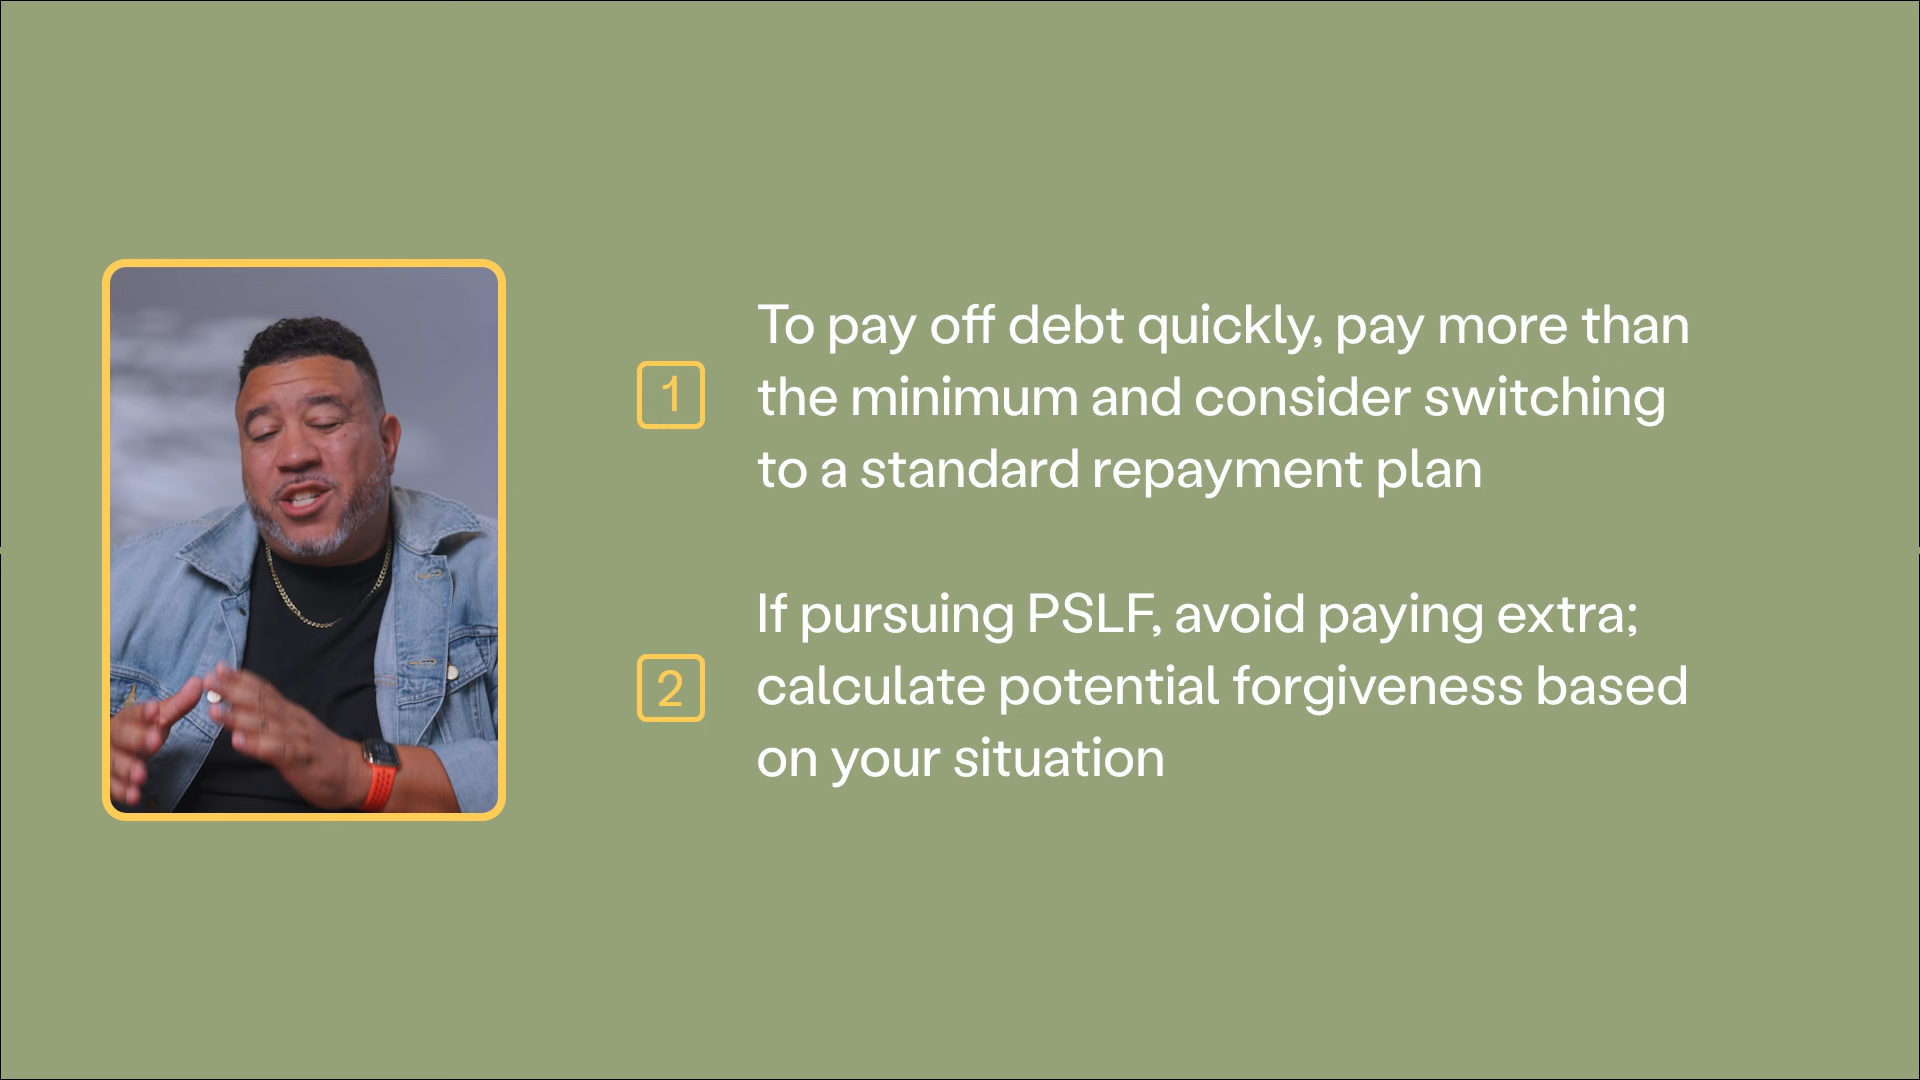 1
To pay off debt quickly, pay more than
the minimum and consider switching
to a standard repayment plan
2
If pursuing PSLF, avoid paying extra;
calculate potential forgiveness based
on your situation